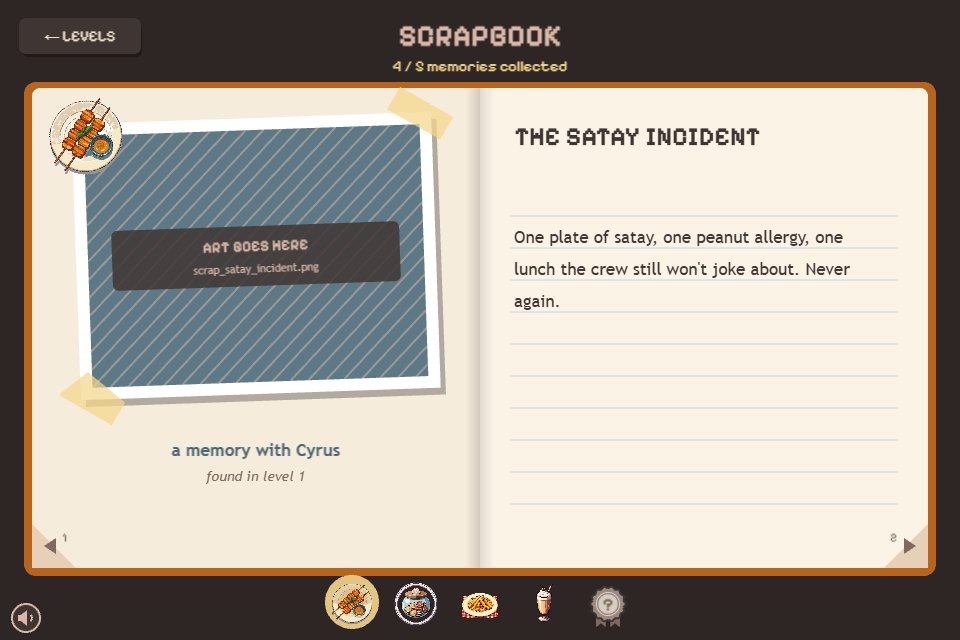 ← LEVELS
SCRAPBOOK
4 / 8 memories collected
ART GOES HERE
scrap_satay_incident.png
a memory with Cyrus
found in level 1
1
THE SATAY INCIDENT
One plate of satay, one peanut allergy, one
lunch the crew still won't joke about. Never
again.
2
?